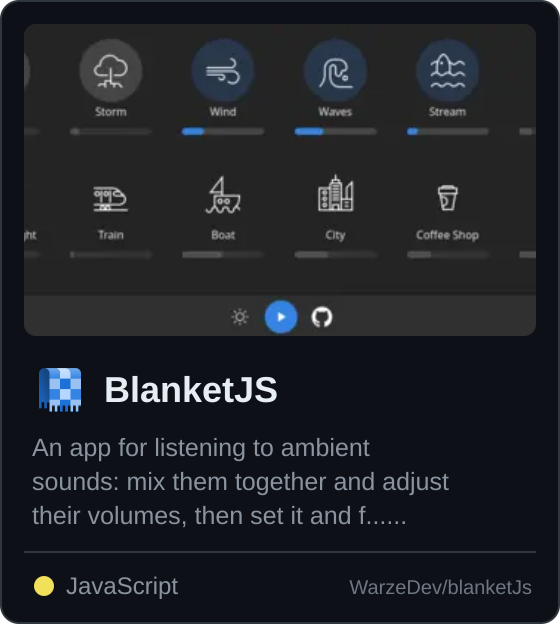 Storm Wind Waves Stream
ht Train Boat City Coffee Shop
BlanketJS
An app for listening to ambient
sounds: mix them together and adjust
their volumes, then set it and f......
JavaScript WarzeDev/blanketJs